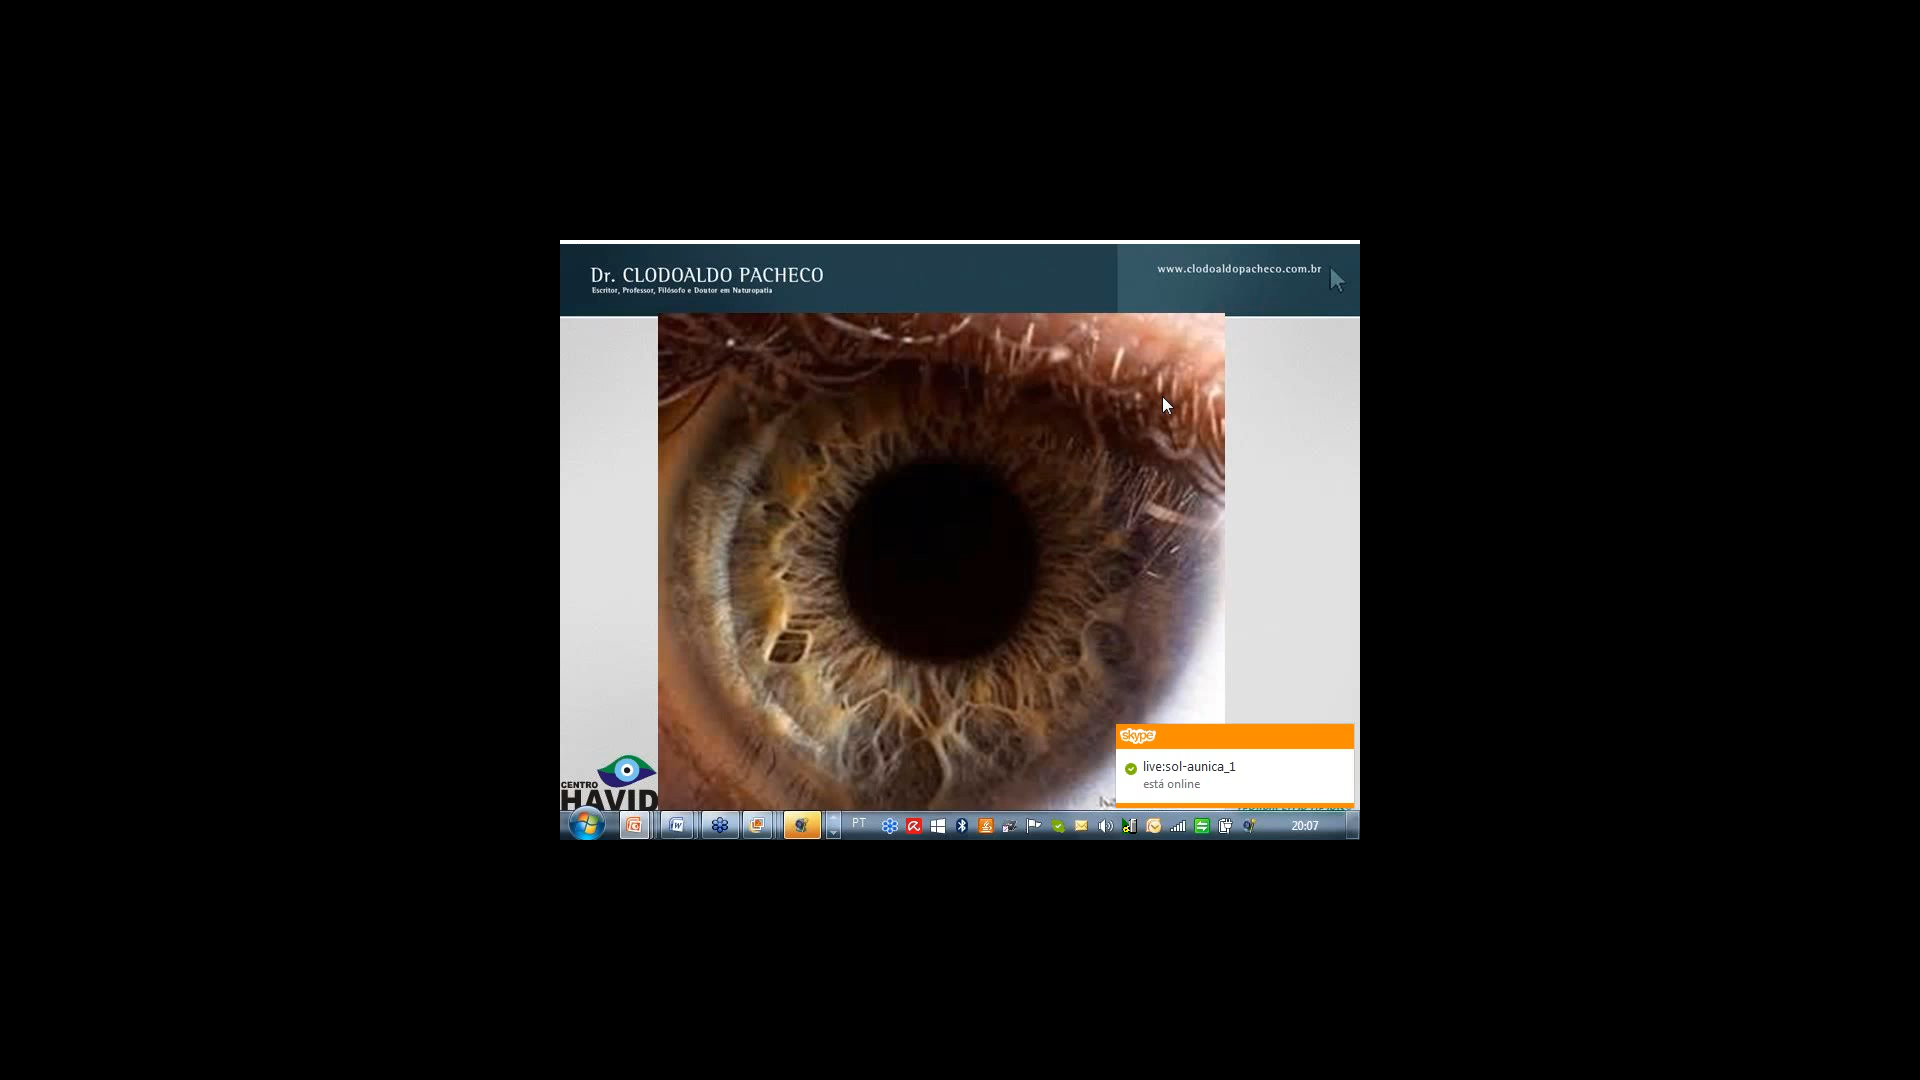 Dr. CLODOALDO PACHECO
Escritor, Professor, Filósofo e Doutor em Naturopatia
www.clodoaldopacheco.com.br
skype
live:sol-aunica_1
está online
CENTRO
HAVID
PT
20:07